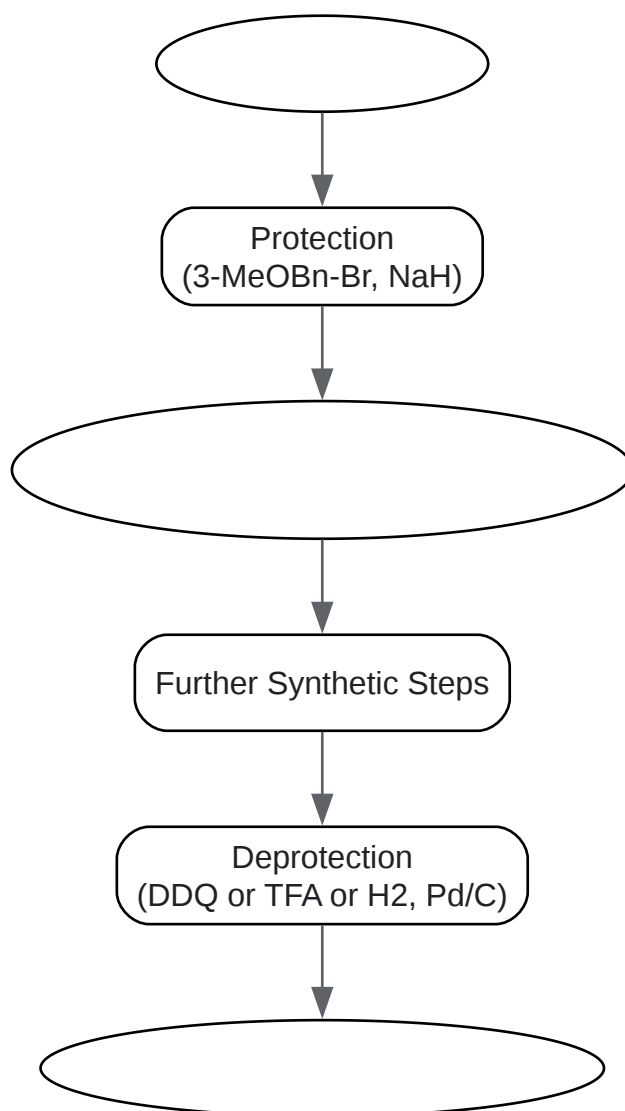 Protection
(3-MeOBn-Br, NaH)
Further Synthetic Steps
Deprotection
(DDQ or TFA or H2, Pd/C)